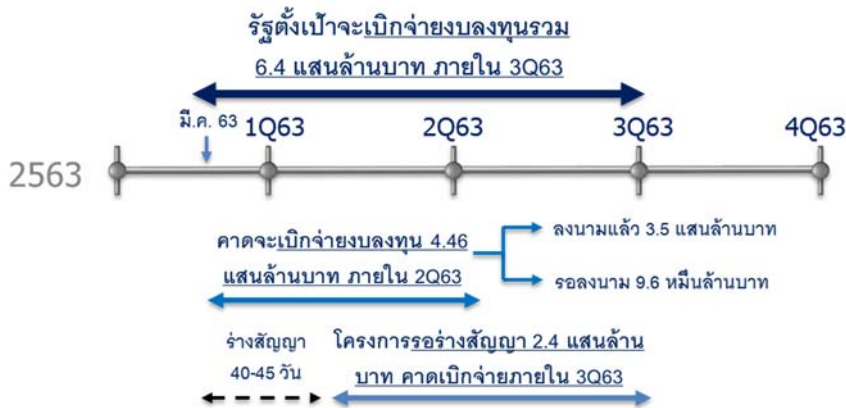 รัฐตั้งเป้าจะเบิกจ่ายงบลงทุนรวม
6.4 แสนล้านบาท ภายใน 3Q63
มี.ค. 63
1Q63
2Q63
3Q63
4Q63
2563
คาดจะเบิกจ่ายงบลงทุน 4.46
แสนล้านบาท ภายใน 2Q63
ลงนามแล้ว 3.5 แสนล้านบาท
รอลงนาม 9.6 หมื่นล้านบาท
ร่างสัญญา
40-45 วัน
โครงการรอร่างสัญญา 2.4 แสนล้าน
บาท คาดเบิกจ่ายภายใน 3Q63